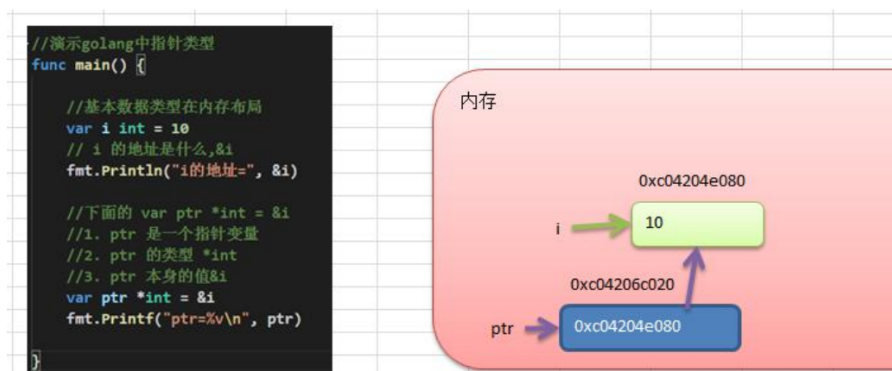 //演示golang中指针类型
func main() {
//基本数据类型在内存布局
var i int = 10
// i 的地址是什么,&i
fmt.Println("i的地址=", &i)
//下面的 var ptr *int = &i
//1. ptr 是一个指针变量
//2. ptr 的类型 *int
//3. ptr 本身的值&i
var ptr *int = &i
fmt.Printf("ptr=%v\n", ptr)
}
内存
0xc04204e080
i
10
0xc04206c020
ptr
0xc04204e080